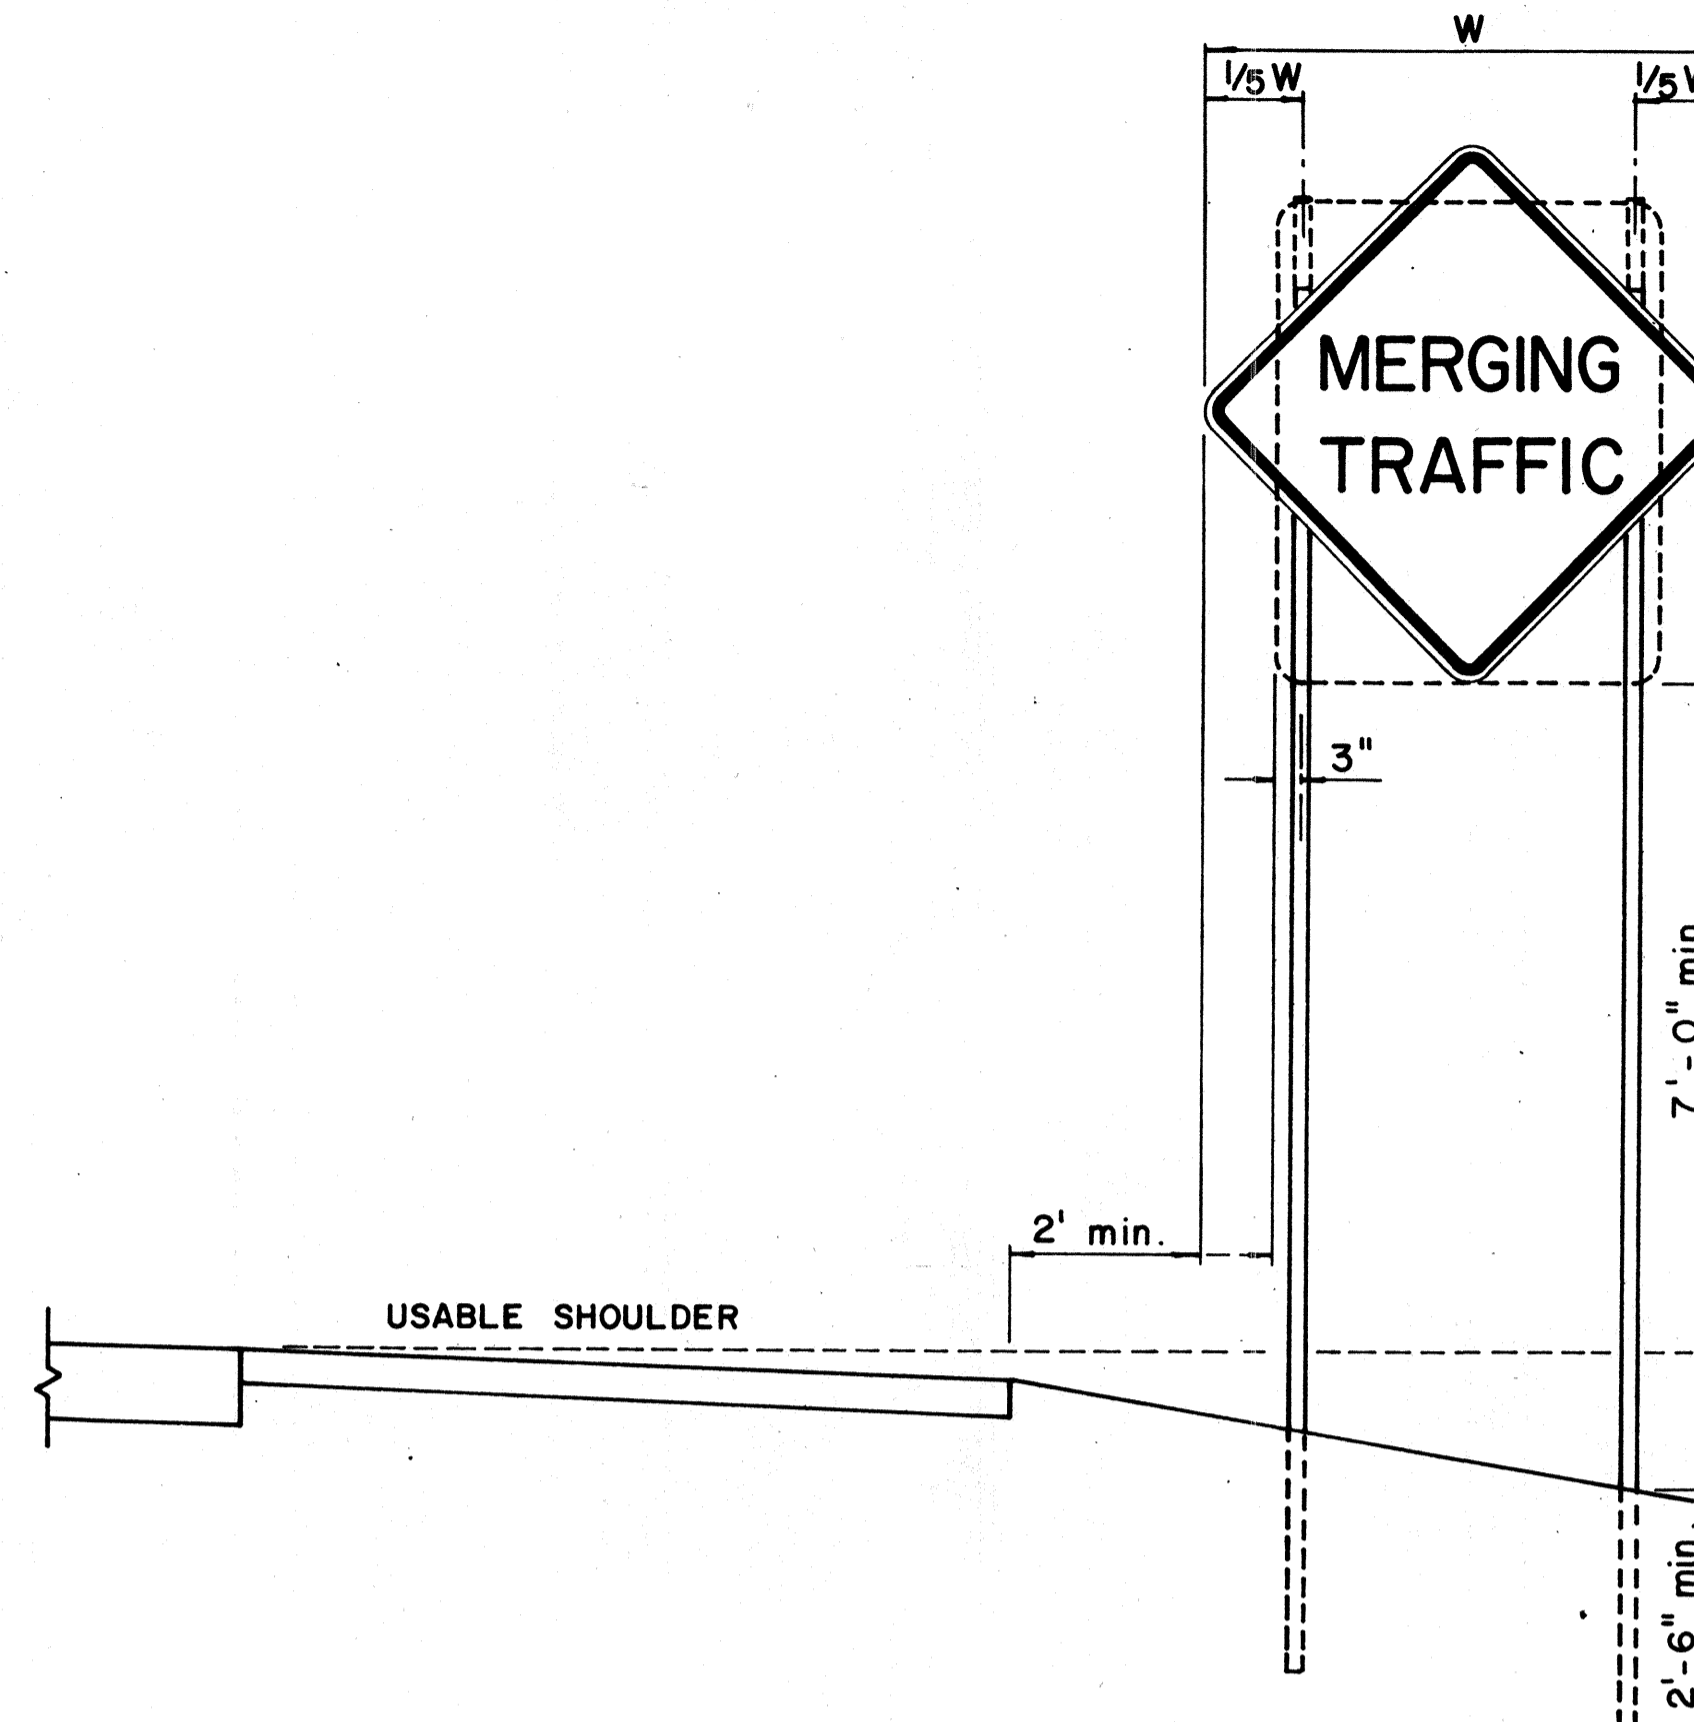 W
1/5 W
1/5 W
MERGING
TRAFFIC
3"
7'-0" min.
2' min.
USABLE SHOULDER
2'-6" min.